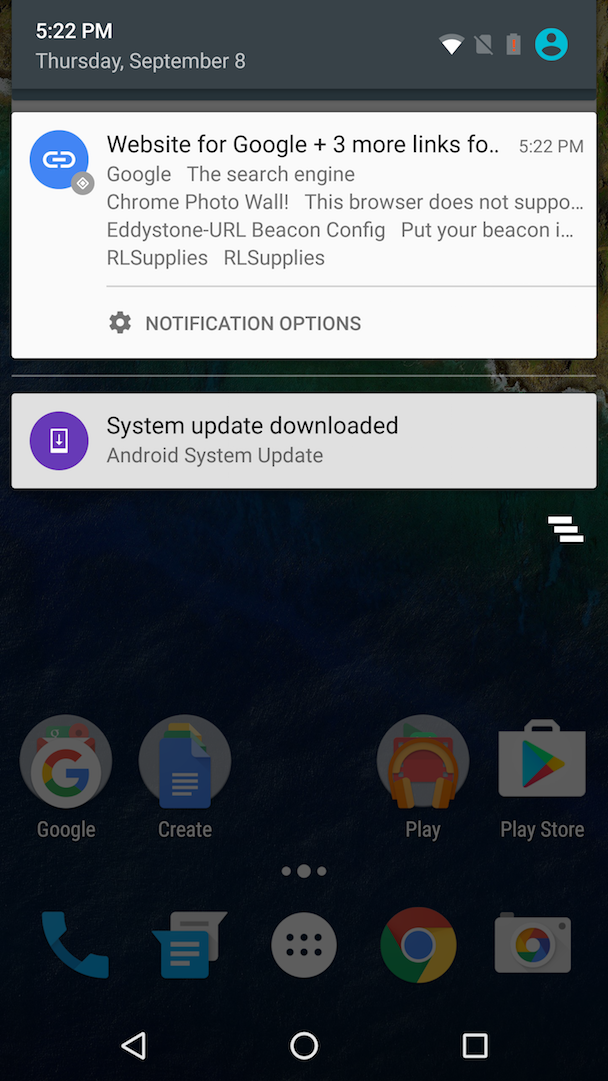 5:22 PM
Thursday, September 8
Website for Google + 3 more links fo.. 5:22 PM
Google The search engine
Chrome Photo Wall! This browser does not suppo...
Eddystone-URL Beacon Config Put your beacon i...
RLSupplies RLSupplies
NOTIFICATION OPTIONS
System update downloaded
Android System Update
Google Create Play Play Store